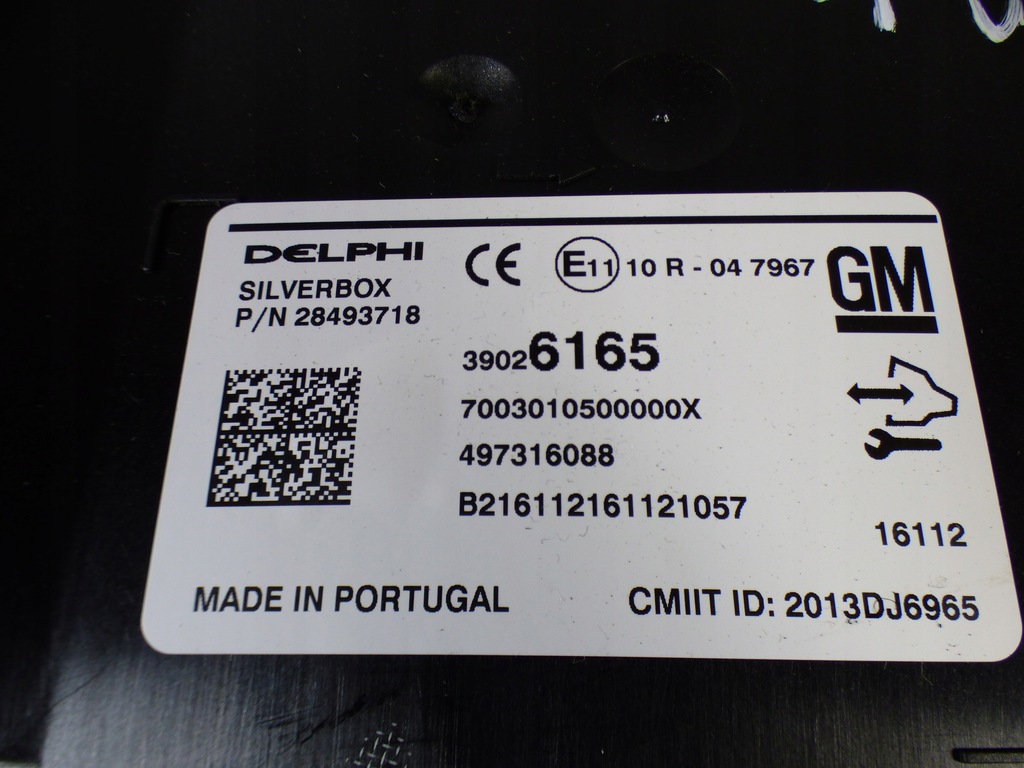 DELPHI
SILVERBOX
P/N 28493718
CE E11 10 R - 04 7967
GM
39026165
7003010500000X
497316088
B216112161121057
16112
MADE IN PORTUGAL
CMIIT ID: 2013DJ6965